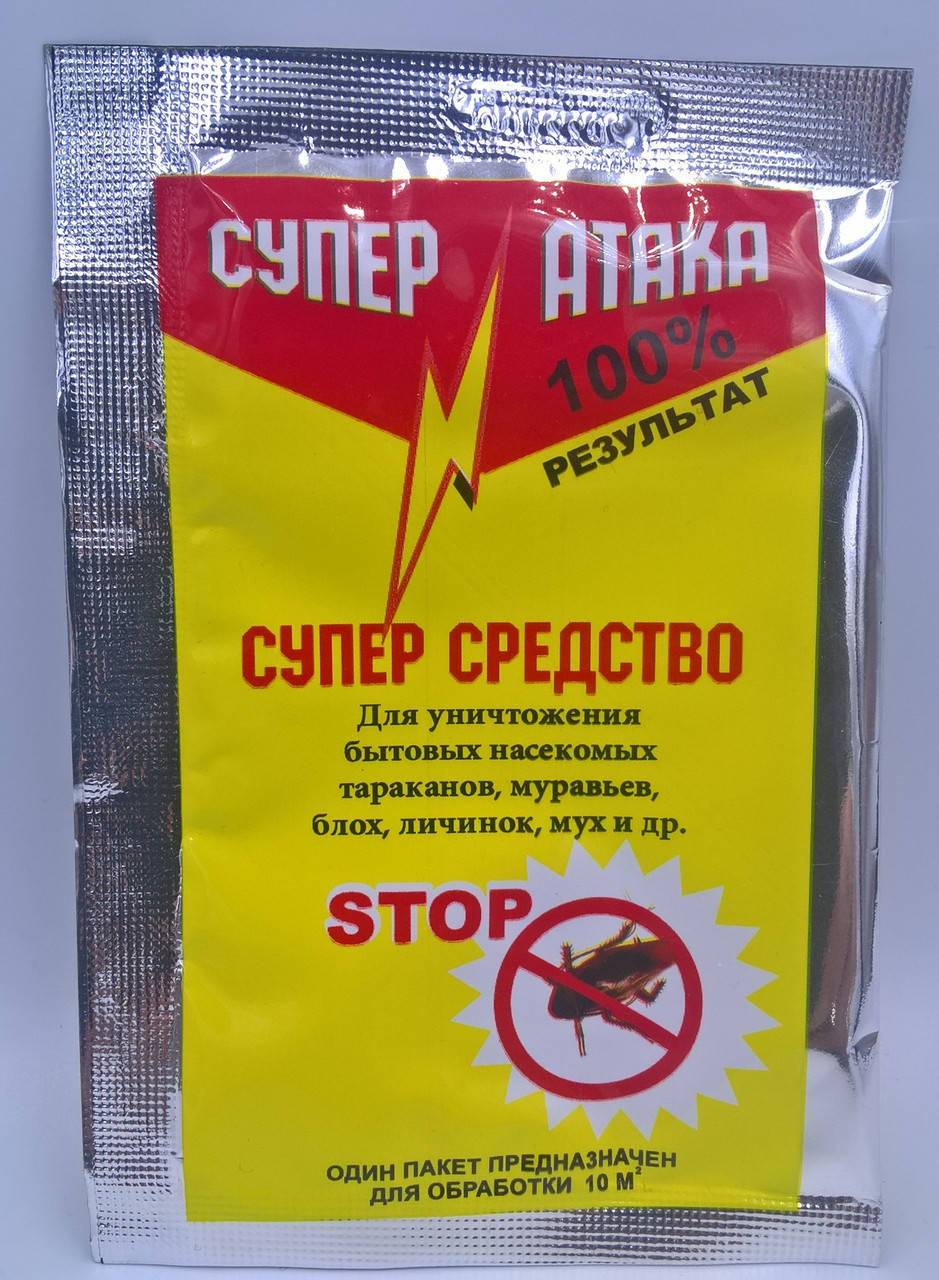 СУПЕР АТАКА
100%
РЕЗУЛЬТАТ
СУПЕР СРЕДСТВО
Для уничтожения
бытовых насекомых
тараканов, муравьев,
блох, личинок, мух и др.
STOP
ОДИН ПАКЕТ ПРЕДНАЗНАЧЕН
ДЛЯ ОБРАБОТКИ 10 М²